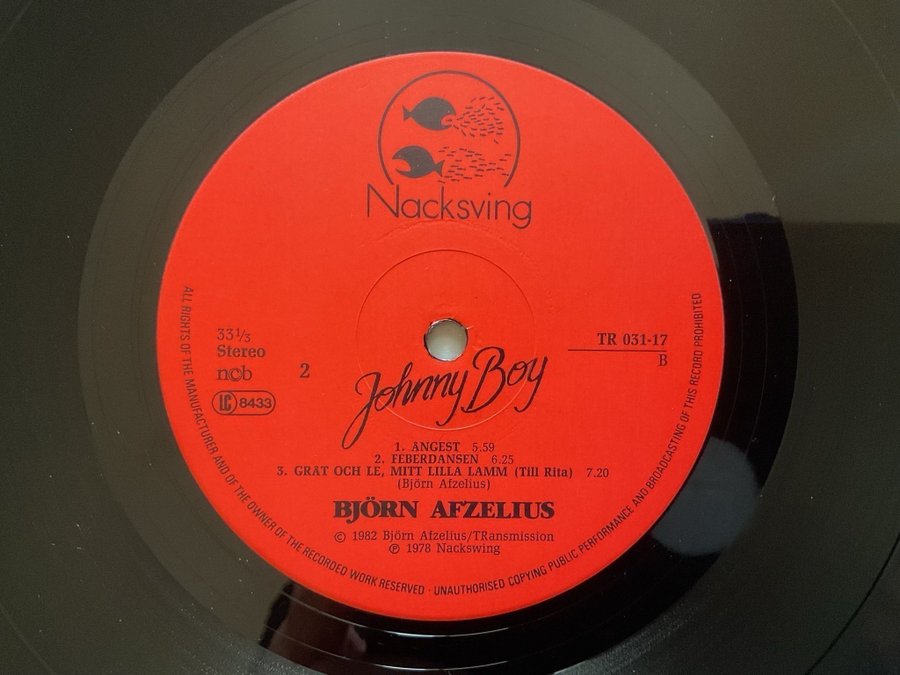 Nacksving
33⅓
Stereo
n©b
LC 8433
2
TR 031-17
B
Johnny Boy
1. ÅNGEST 5.59
2. FEBERDANSEN 6.25
3. GRÅT OCH LE, MITT LILLA LAMM (Till Rita) 7.20
(Björn Afzelius)
BJÖRN AFZELIUS
© 1982 Björn Afzelius/TRansmission
℗ 1978 Nackswing
ALL RIGHTS OF THE MANUFACTURER AND OF THE OWNER OF THE RECORDED WORK RESERVED · UNAUTHORISED COPYING PUBLIC PERFORMANCE AND BROADCASTING OF THIS RECORD PROHIBITED